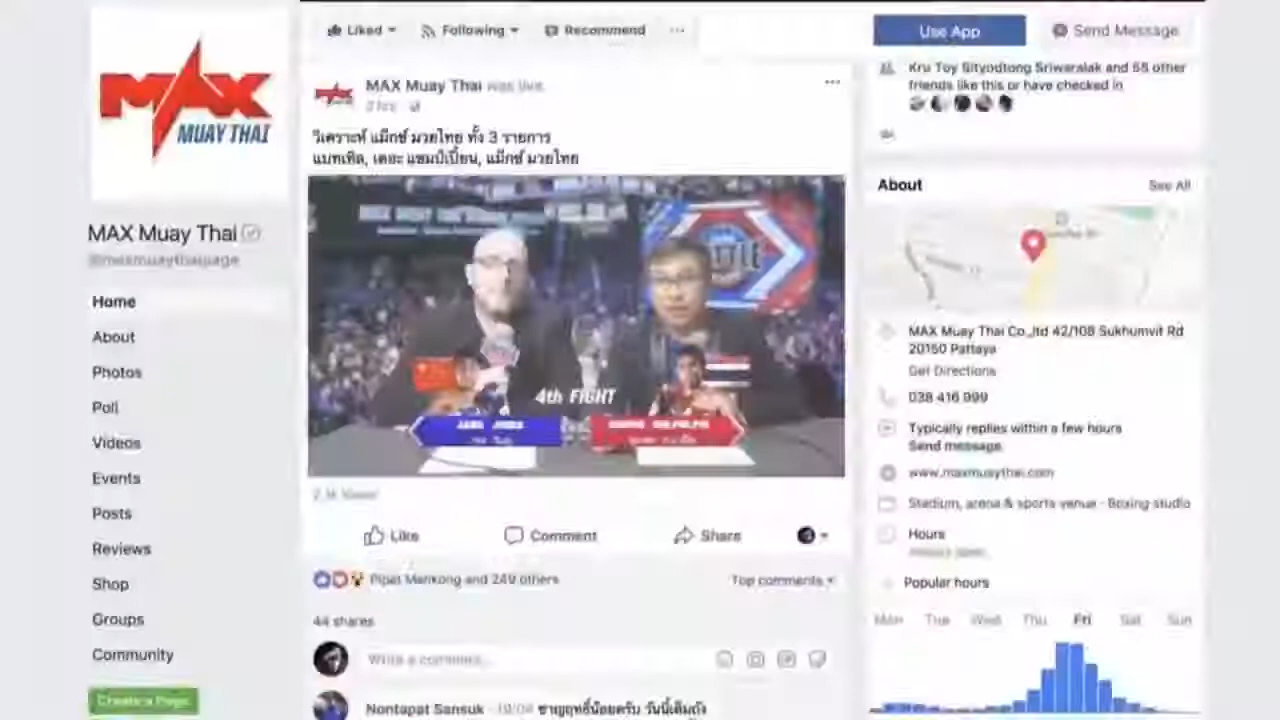 MAX
MUAY THAI
MAX Muay Thai
@maxmuaythaipage
Home
About
Photos
Poll
Videos
Events
Posts
Reviews
Shop
Groups
Community
Create a Page
Liked
Following
Recommend
Use App
Send Message
MAX Muay Thai was live.
วิเคราะห์ แม็กซ์ มวยไทย ทั้ง 3 รายการ
แบทเทิล, เดอะ แชมป์เปี้ยน, แม็กซ์ มวยไทย
4th FIGHT
Like
Comment
Share
Pipat Mankong and 249 others
Top comments
44 shares
Write a comment...
Nontapat Sansuk
Kru Toy Sityodtong Sriwaralak and 55 other
friends like this or have checked in
About
See All
MAX Muay Thai Co.,ltd 42/108 Sukhumvit Rd
20150 Pattaya
Get Directions
038 416 999
Typically replies within a few hours
Send message
www.maxmuaythai.com
Stadium, arena & sports venue · Boxing studio
Hours
Popular hours
Mon Tue Wed Thu Fri Sat Sun